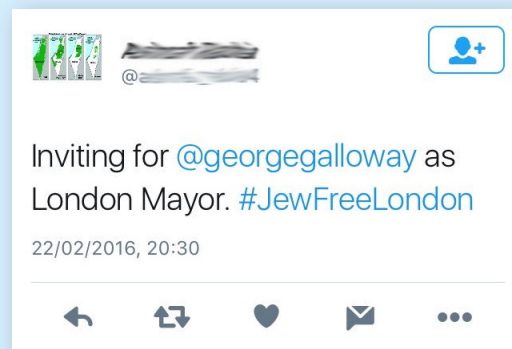 @
Inviting for @georgegalloway as
London Mayor. #JewFreeLondon
22/02/2016, 20:30